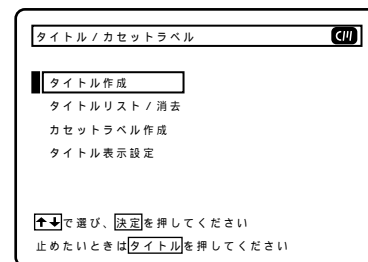 タイトル / カセットラベル
タイトル作成
タイトルリスト / 消去
カセットラベル作成
タイトル表示設定
↑↓で選び、決定を押してください
止めたいときはタイトルを押してください